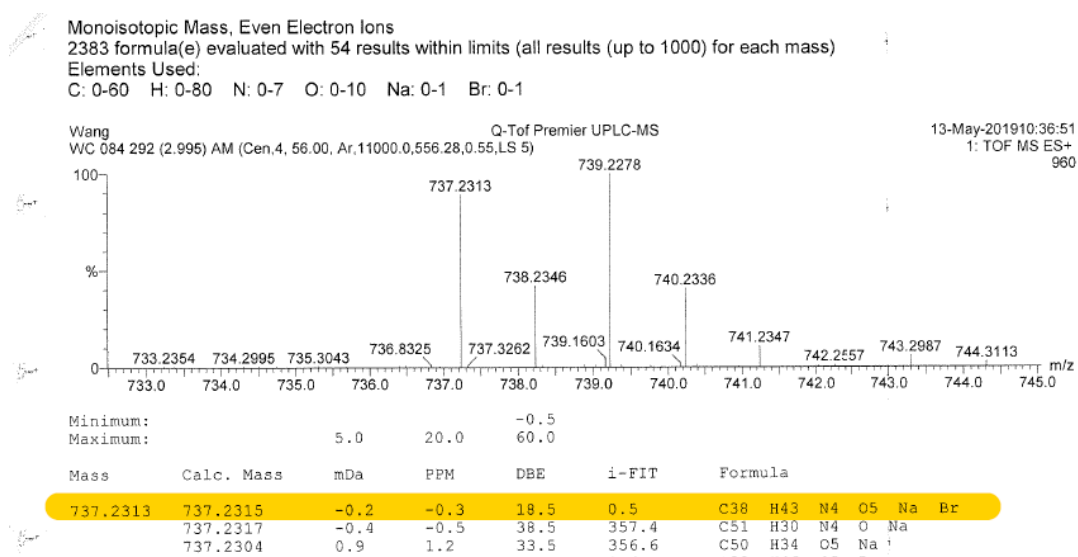 Monoisotopic Mass, Even Electron Ions
2383 formula(e) evaluated with 54 results within limits (all results (up to 1000) for each mass)
Elements Used:
C: 0-60 H: 0-80 N: 0-7 O: 0-10 Na: 0-1 Br: 0-1
Wang Q-Tof Premier UPLC-MS 13-May-201910:36:51
WC 084 292 (2.995) AM (Cen,4, 56.00, Ar,11000.0,556.28,0.55,LS 5) 1: TOF MS ES+
960
739.2278
100
737.2313
%
738.2346
740.2336
741.2347
739.1603
736.8325 737.3262 740.1634
733.2354 734.2995 735.3043 742.2557 743.2987 744.3113
0 m/z
733.0 734.0 735.0 736.0 737.0 738.0 739.0 740.0 741.0 742.0 743.0 744.0 745.0
Minimum: -0.5
Maximum: 5.0 20.0 60.0
Mass Calc. Mass mDa PPM DBE i-FIT Formula
737.2313 737.2315 -0.2 -0.3 18.5 0.5 C38 H43 N4 O5 Na Br
737.2317 -0.4 -0.5 38.5 357.4 C51 H30 N4 O Na
737.2304 0.9 1.2 33.5 356.6 C50 H34 O5 Na